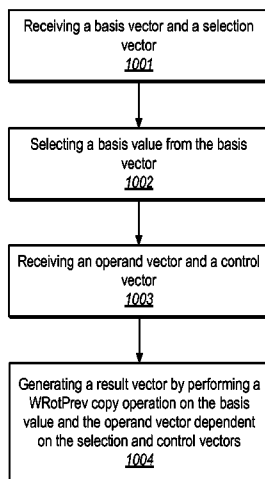 Receiving a basis vector and a selection
vector
1001
Selecting a basis value from the basis
vector
1002
Receiving an operand vector and a control
vector
1003
Generating a result vector by performing a
WRotPrev copy operation on the basis
value and the operand vector dependent
on the selection and control vectors
1004